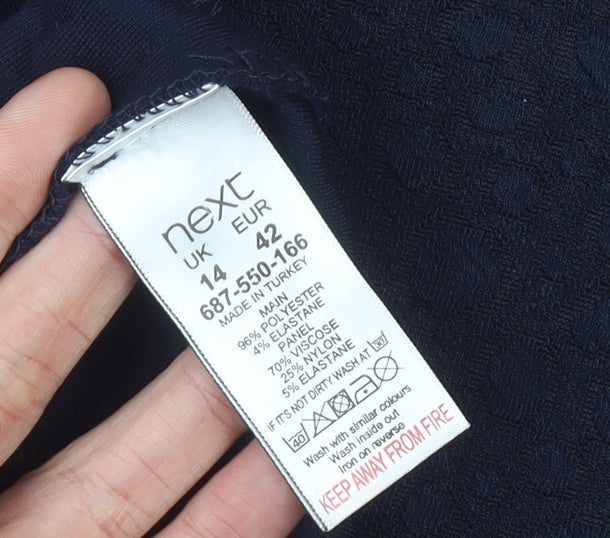 next
UK EUR
14 42
687-550-166
MADE IN TURKEY
MAIN
96% POLYESTER
4% ELASTANE
PANEL
70% VISCOSE
25% NYLON
5% ELASTANE
IF IT'S NOT DIRTY WASH AT 30
40
Wash with similar colours
Wash inside out
Iron on reverse
KEEP AWAY FROM FIRE